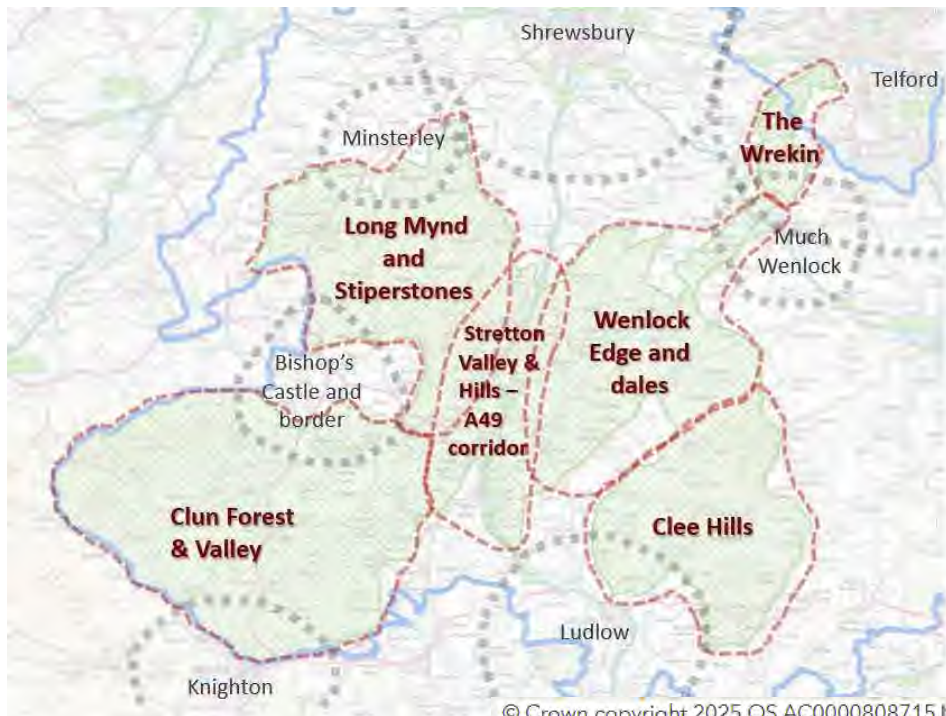 Shrewsbury
Telford
Minsterley
The
Wrekin
Long Mynd
and
Stiperstones
Much
Wenlock
Stretton
Valley &
Hills –
A49
corridor
Wenlock
Edge and
dales
Bishop's
Castle and
border
Clun Forest
& Valley
Clee Hills
Ludlow
Knighton
© Crown copyright 2025 OS AC0000808715